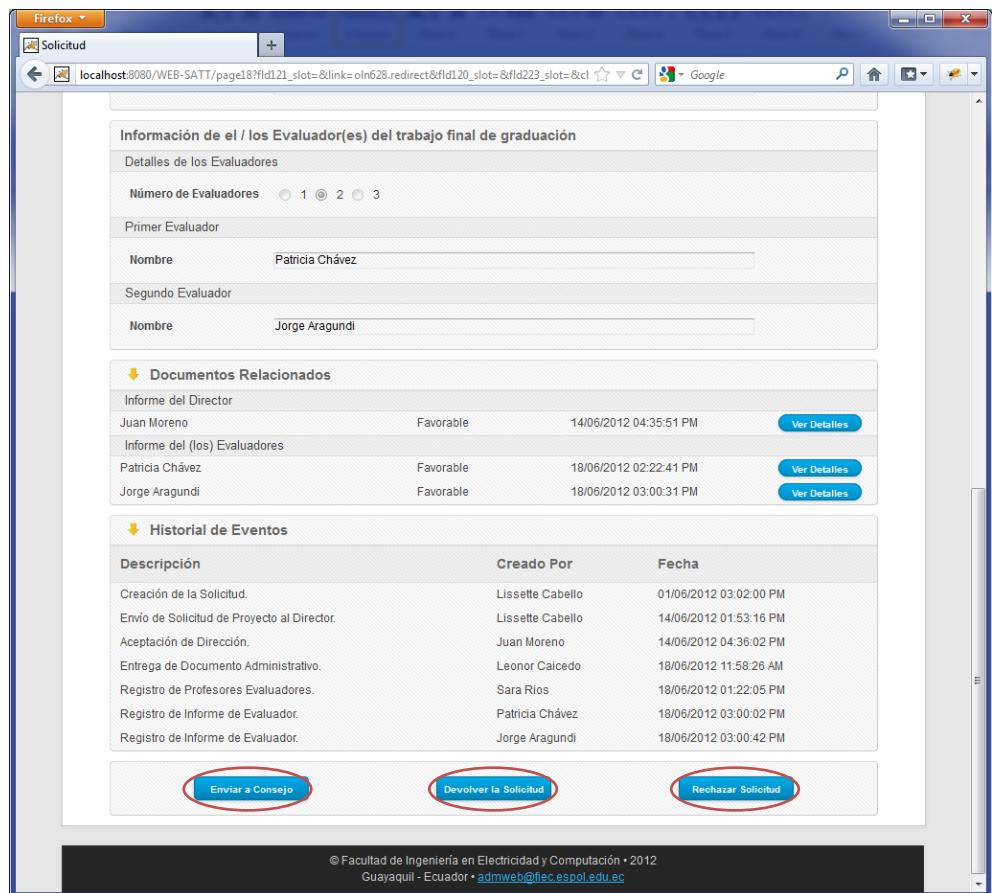 Firefox
Solicitud
localhost:8080/WEB-SATT/page18?fld121_slot=&link=oln628.redirect&fld120_slot=&fld223_slot=&cl
Google
Información de el / los Evaluador(es) del trabajo final de graduación
Detalles de los Evaluadores
Número de Evaluadores 1 2 3
Primer Evaluador
Nombre Patricia Chávez
Segundo Evaluador
Nombre Jorge Aragundi
Documentos Relacionados
Informe del Director
Juan Moreno Favorable 14/06/2012 04:35:51 PM Ver Detalles
Informe del (los) Evaluadores
Patricia Chávez Favorable 18/06/2012 02:22:41 PM Ver Detalles
Jorge Aragundi Favorable 18/06/2012 03:00:31 PM Ver Detalles
Historial de Eventos
Descripción Creado Por Fecha
Creación de la Solicitud. Lissette Cabello 01/06/2012 03:02:00 PM
Envío de Solicitud de Proyecto al Director. Lissette Cabello 14/06/2012 01:53:16 PM
Aceptación de Dirección. Juan Moreno 14/06/2012 04:36:02 PM
Entrega de Documento Administrativo. Leonor Caicedo 18/06/2012 11:58:26 AM
Registro de Profesores Evaluadores. Sara Rios 18/06/2012 01:22:05 PM
Registro de Informe de Evaluador. Patricia Chávez 18/06/2012 03:00:02 PM
Registro de Informe de Evaluador. Jorge Aragundi 18/06/2012 03:00:42 PM
Enviar a Consejo Devolver la Solicitud Rechazar Solicitud
© Facultad de Ingeniería en Electricidad y Computación • 2012
Guayaquil - Ecuador • admweb@fiec.espol.edu.ec